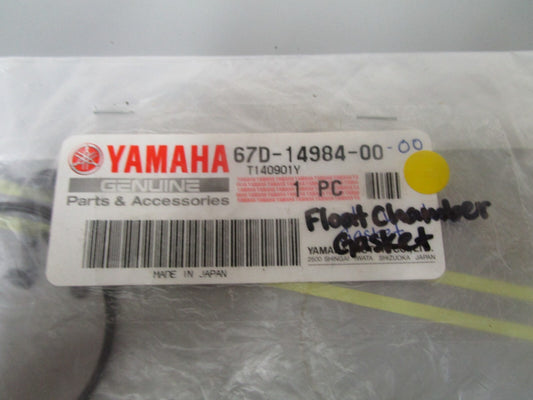 YAMAHA 67D-14984-00-00
T140901Y
GENUINE
Parts & Accessories
1 PC
Float Chamber
Gasket
2500 SHINGAI IWATA SHIZUOKA JAPAN
MADE IN JAPAN